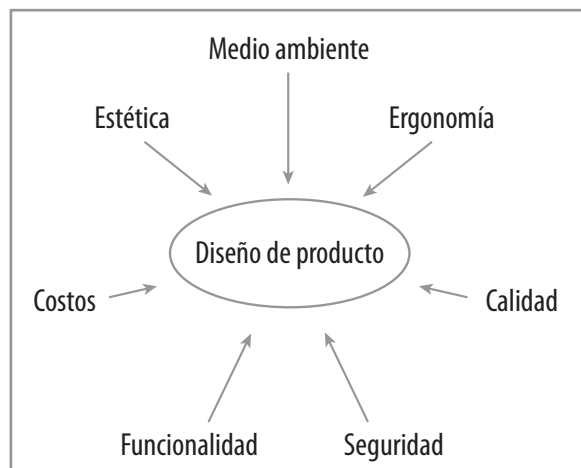 Medio ambiente
Estética
Ergonomía
Diseño de producto
Costos
Calidad
Funcionalidad
Seguridad